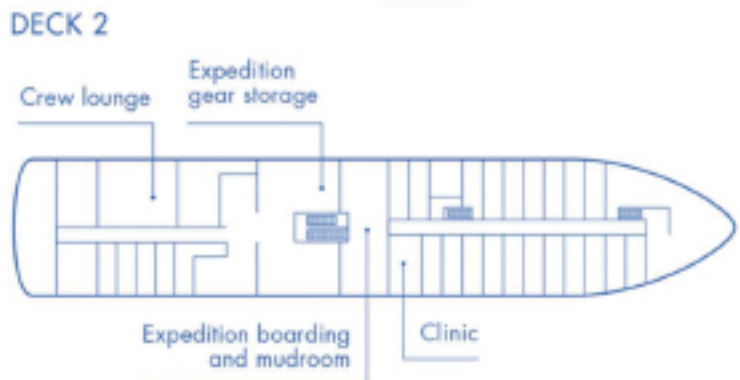 DECK 2
Expedition
gear storage
Crew lounge
Expedition boarding
and mudroom
Clinic